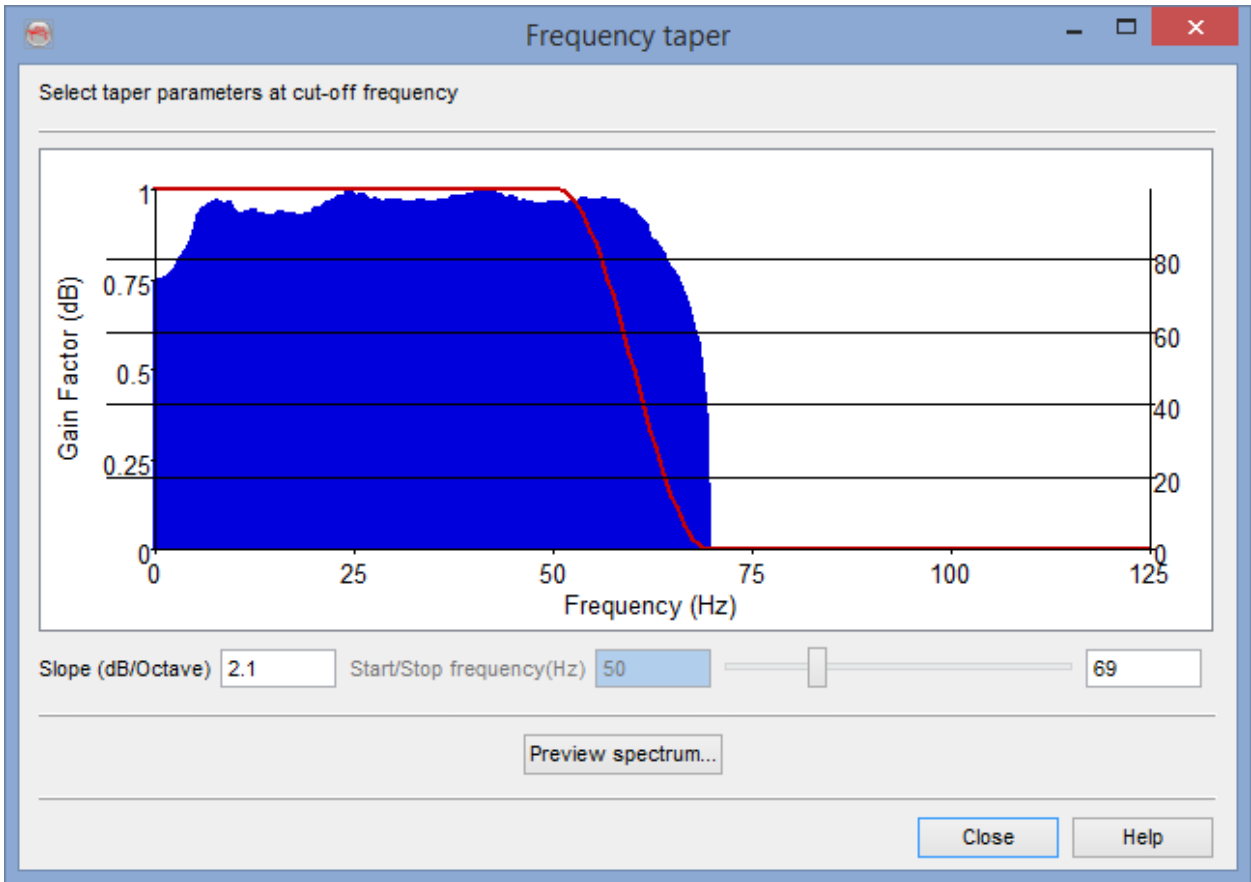 Frequency taper
Select taper parameters at cut-off frequency
1
0.75
0.5
0.25
0
Gain Factor (dB)
80
60
40
20
0
0 25 50 75 100 125
Frequency (Hz)
Slope (dB/Octave) 2.1 Start/Stop frequency(Hz) 50 69
Preview spectrum...
Close Help